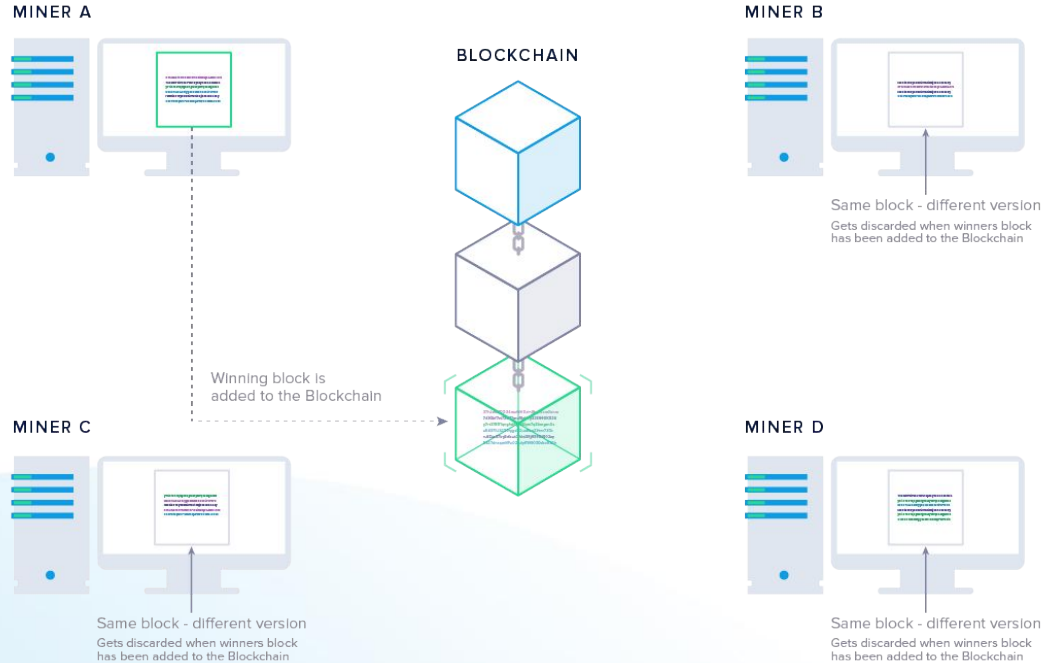 MINER A
MINER B
BLOCKCHAIN
Same block - different version
Gets discarded when winners block
has been added to the Blockchain
Winning block is
added to the Blockchain
MINER C
MINER D
Same block - different version
Gets discarded when winners block
has been added to the Blockchain
Same block - different version
Gets discarded when winners block
has been added to the Blockchain